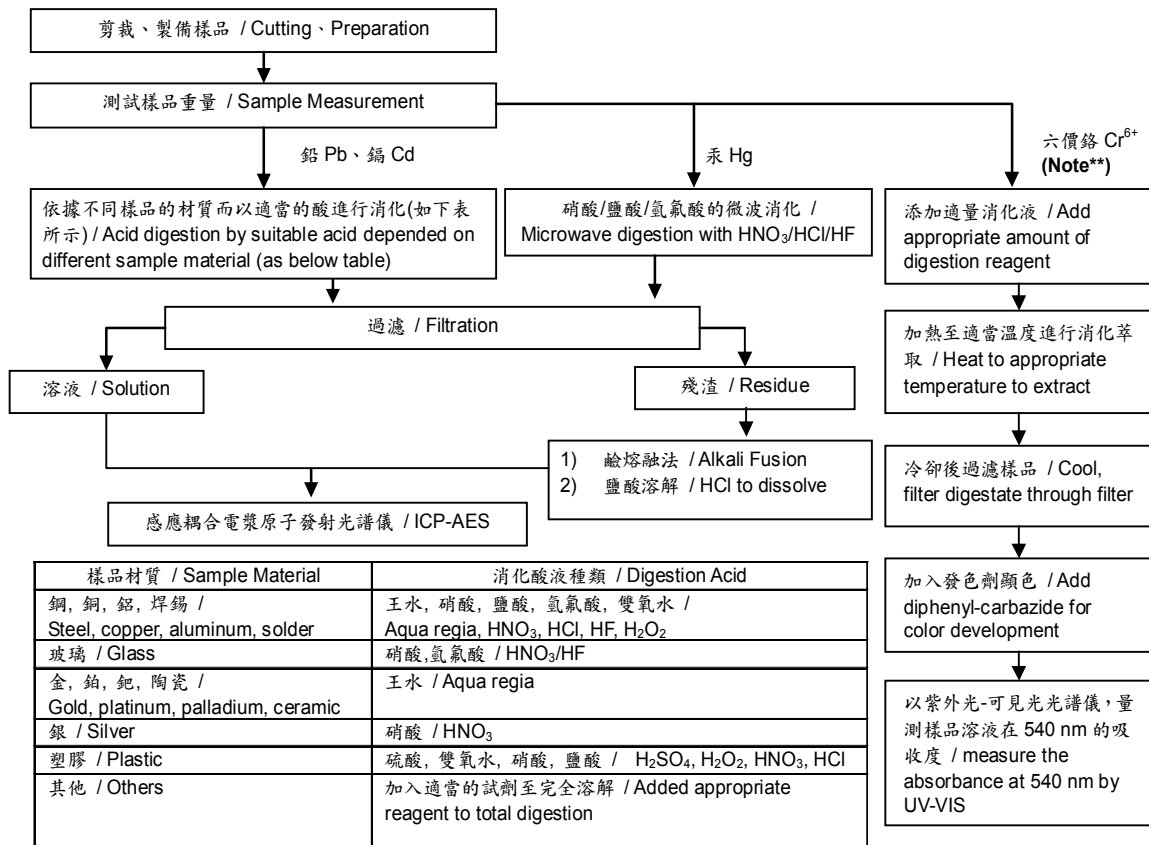 剪裁、製備樣品 / Cutting、Preparation
測試樣品重量 / Sample Measurement
鉛 Pb、鎘 Cd
汞 Hg
六價鉻 Cr6+
(Note**)
依據不同樣品的材質而以適當的酸進行消化(如下表
所示) / Acid digestion by suitable acid depended on
different sample material (as below table)
硝酸/鹽酸/氫氟酸的微波消化 /
Microwave digestion with HNO3/HCl/HF
添加適量消化液 / Add
appropriate amount of
digestion reagent
過濾 / Filtration
加熱至適當溫度進行消化萃
取 / Heat to appropriate
temperature to extract
溶液 / Solution
殘渣 / Residue
1) 鹼熔融法 / Alkali Fusion
2) 鹽酸溶解 / HCl to dissolve
冷卻後過濾樣品 / Cool,
filter digestate through filter
感應耦合電漿原子發射光譜儀 / ICP-AES
加入發色劑顯色 / Add
diphenyl-carbazide for
color development
以紫外光-可見光光譜儀，量
測樣品溶液在 540 nm 的吸
收度 / measure the
absorbance at 540 nm by
UV-VIS
樣品材質 / Sample Material
消化酸液種類 / Digestion Acid
鋼, 銅, 鋁, 焊錫 /
Steel, copper, aluminum, solder
王水, 硝酸, 鹽酸, 氫氟酸, 雙氧水 /
Aqua regia, HNO3, HCl, HF, H2O2
玻璃 / Glass
硝酸,氫氟酸 / HNO3/HF
金, 鉑, 鈀, 陶瓷 /
Gold, platinum, palladium, ceramic
王水 / Aqua regia
銀 / Silver
硝酸 / HNO3
塑膠 / Plastic
硫酸, 雙氧水, 硝酸, 鹽酸 / H2SO4, H2O2, HNO3, HCl
其他 / Others
加入適當的試劑至完全溶解 / Added appropriate
reagent to total digestion